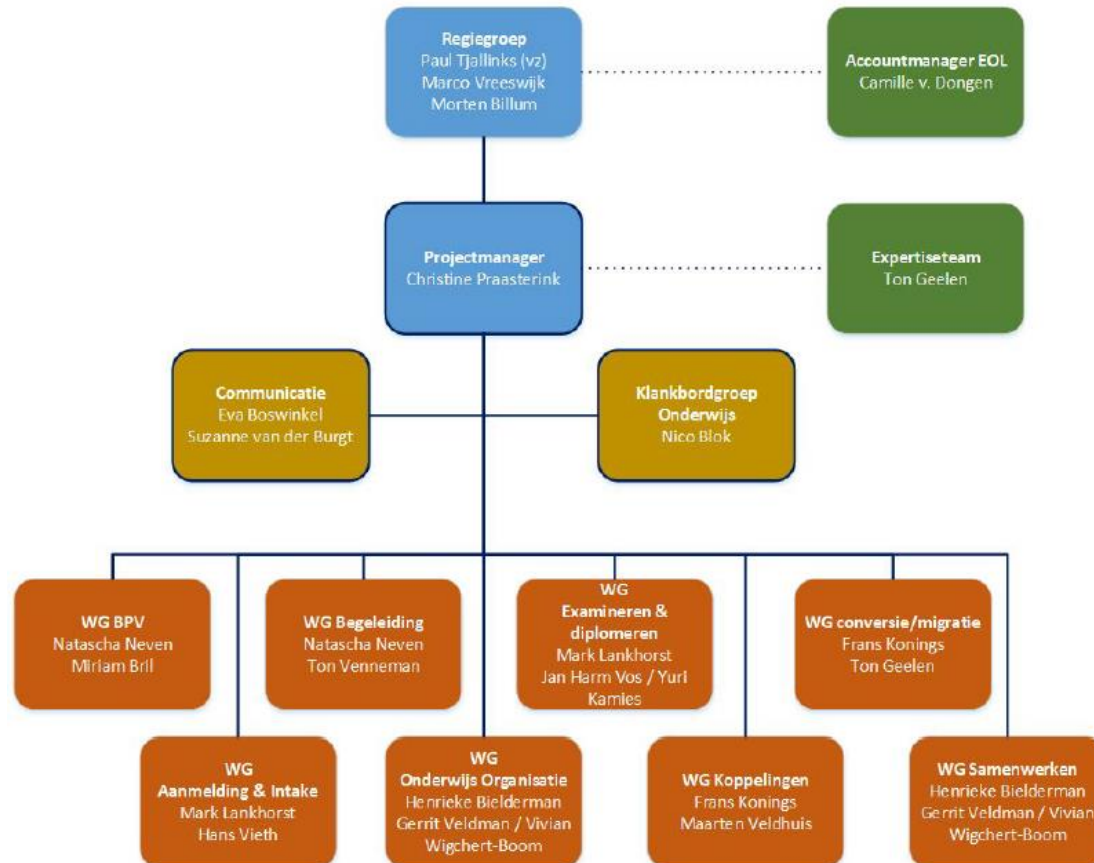 Regiegroep
Paul Tjallinks (vz)
Marco Vreeswijk
Morten Billum
Accountmanager EOL
Camille v. Dongen
Projectmanager
Christine Praasterink
Expertiseteam
Ton Geelen
Communicatie
Eva Boswinkel
Suzanne van der Burgt
Klankbordgroep
Onderwijs
Nico Blok
WG BPV
Natascha Neven
Miriam Bril
WG Begeleiding
Natascha Neven
Ton Venneman
WG
Examineren &
diplomeren
Mark Lankhorst
Jan Harm Vos / Yuri
Kamies
WG conversie/migratie
Frans Konings
Ton Geelen
WG
Aanmelding & Intake
Mark Lankhorst
Hans Vieth
WG
Onderwijs Organisatie
Henrieke Bielderman
Gerrit Veldman / Vivian
Wigchert-Boom
WG Koppelingen
Frans Konings
Maarten Veldhuis
WG Samenwerken
Henrieke Bielderman
Gerrit Veldman / Vivian
Wigchert-Boom